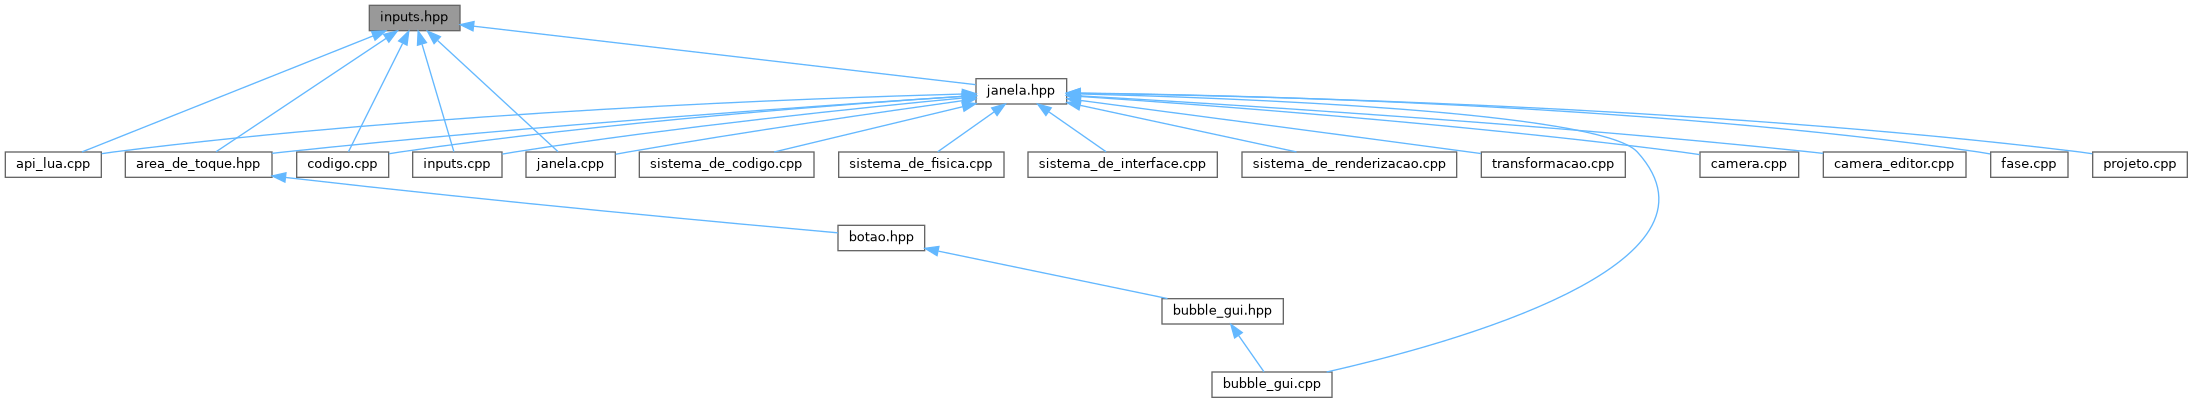 inputs.hpp
janela.hpp
api_lua.cpp
area_de_toque.hpp
codigo.cpp
inputs.cpp
janela.cpp
sistema_de_codigo.cpp
sistema_de_fisica.cpp
sistema_de_interface.cpp
sistema_de_renderizacao.cpp
transformacao.cpp
camera.cpp
camera_editor.cpp
fase.cpp
projeto.cpp
botao.hpp
bubble_gui.hpp
bubble_gui.cpp